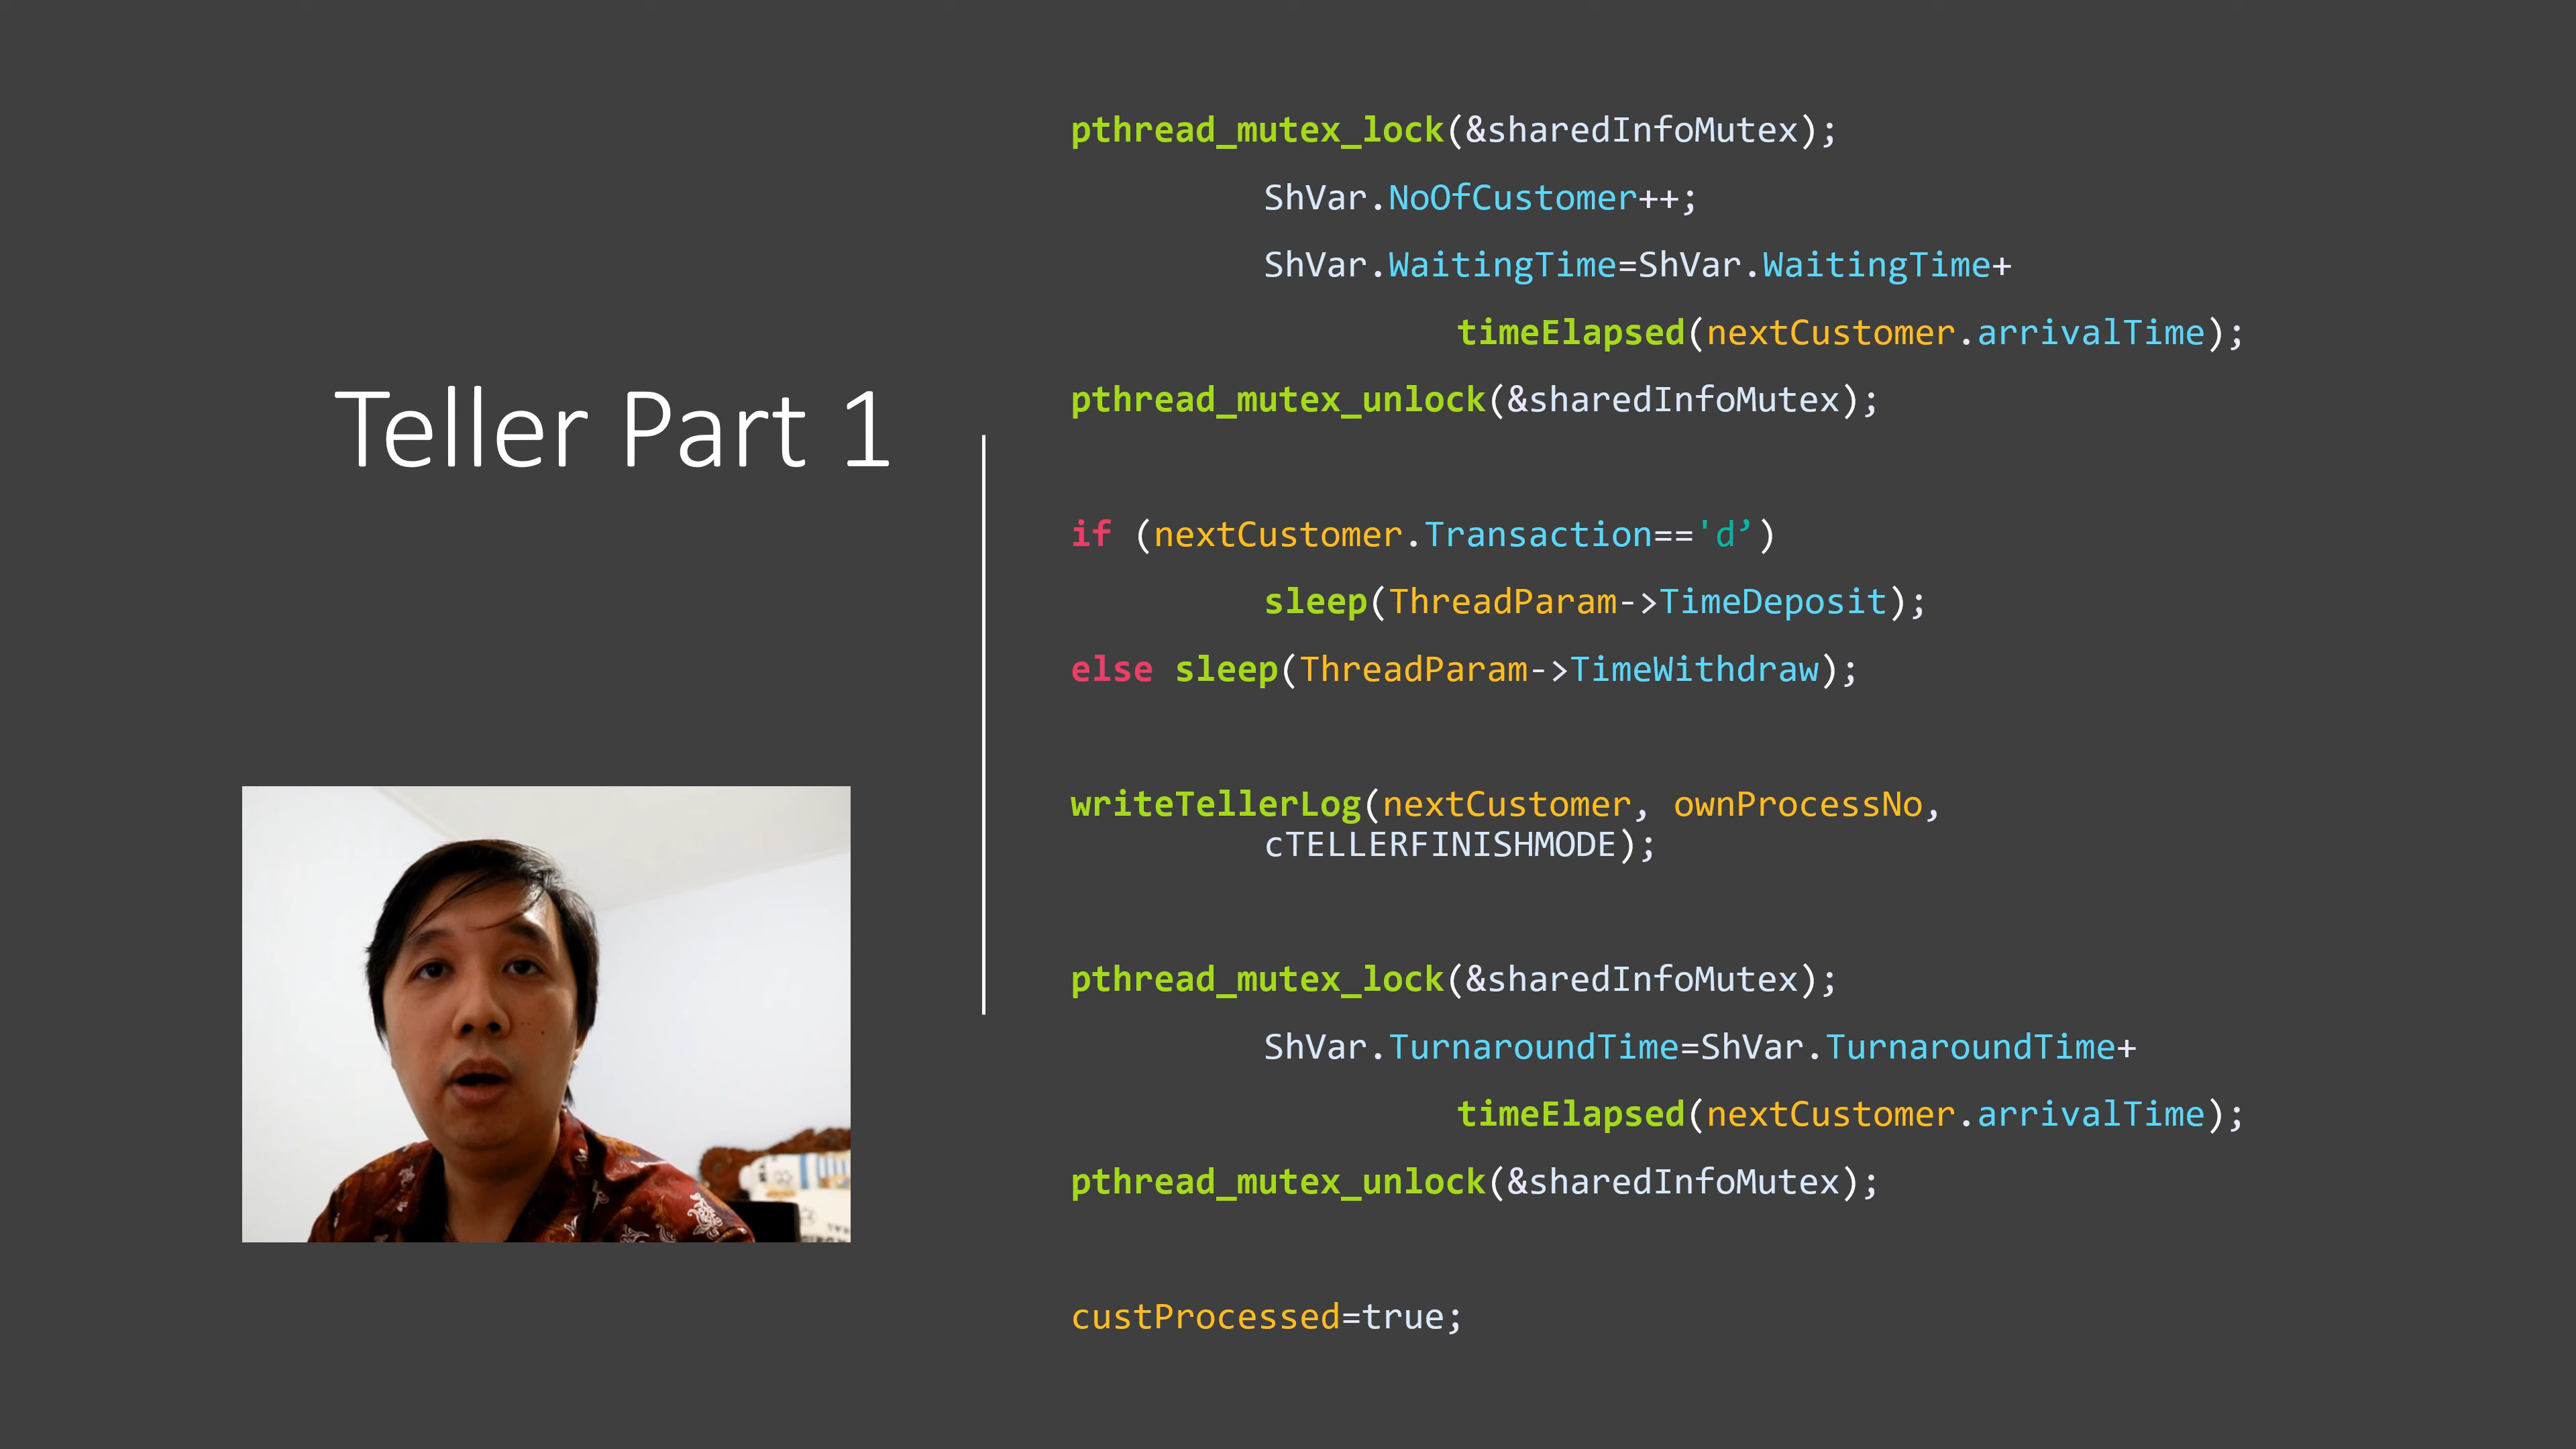 Teller Part 1
pthread_mutex_lock(&sharedInfoMutex);
ShVar.NoOfCustomer++;
ShVar.WaitingTime=ShVar.WaitingTime+
timeElapsed(nextCustomer.arrivalTime);
pthread_mutex_unlock(&sharedInfoMutex);
if (nextCustomer.Transaction=='d’)
sleep(ThreadParam->TimeDeposit);
else sleep(ThreadParam->TimeWithdraw);
writeTellerLog(nextCustomer, ownProcessNo,
cTELLERFINISHMODE);
pthread_mutex_lock(&sharedInfoMutex);
ShVar.TurnaroundTime=ShVar.TurnaroundTime+
timeElapsed(nextCustomer.arrivalTime);
pthread_mutex_unlock(&sharedInfoMutex);
custProcessed=true;